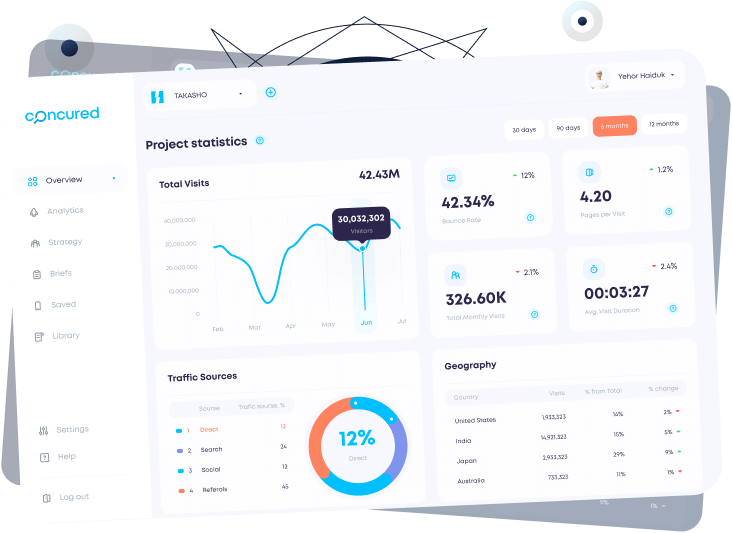 concured
TAKASHO
Yehor Haiduk
Project statistics
30 days
90 days
6 months
12 months
Overview
Analytics
Strategy
Briefs
Saved
Library
Settings
Help
Log out
Total Visits
42.43M
40,000,000
30,000,000
20,000,000
10,000,000
0
30,032,302
Visitors
Feb
Mar
Apr
May
Jun
Jul
12%
42.34%
Bounce Rate
1.2%
4.20
Pages per Visit
2.1%
326.60K
Total Monthly Visits
2.4%
00:03:27
Avg. Visit Duration
Traffic Sources
Sourse Trafic sourse, %
1. Direct 12
2 Search 24
3 Social 12
4 Referals 45
12%
Direct
Geography
Country Visits % from Total % change
United States 1,933,323 14% 2%
India 14,921,323 15% 5%
Japan 2,933,323 29% 9%
Australia 733,323 11% 1%
1%